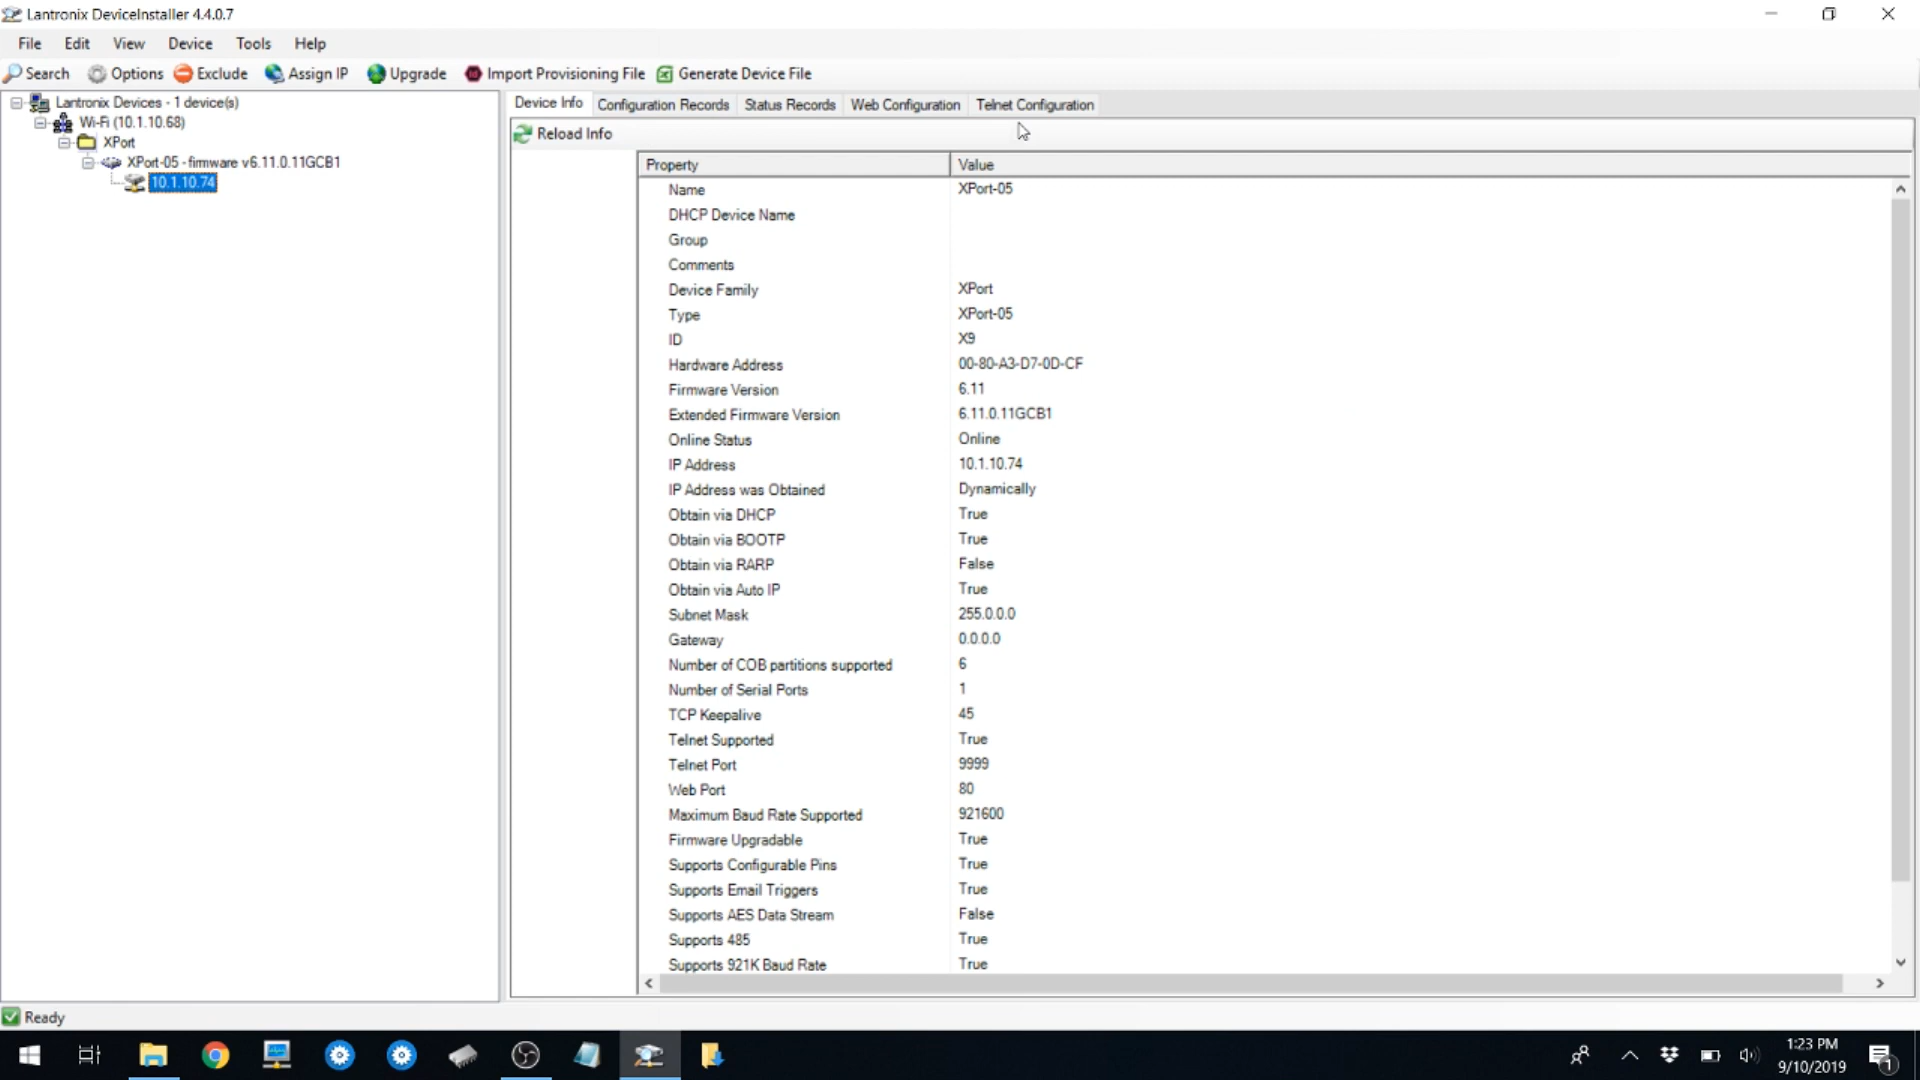 Lantronix DeviceInstaller 4.4.0.7
File Edit View Device Tools Help
Search Options Exclude Assign IP Upgrade Import Provisioning File Generate Device File
Lantronix Devices - 1 device(s)
Wi-Fi (10.1.10.68)
XPort
XPort-05 - firmware v6.11.0.11GCB1
10.1.10.74
Device Info Configuration Records Status Records Web Configuration Telnet Configuration
Reload Info
Property Value
Name XPort-05
DHCP Device Name
Group
Comments
Device Family XPort
Type XPort-05
ID X9
Hardware Address 00-80-A3-D7-0D-CF
Firmware Version 6.11
Extended Firmware Version 6.11.0.11GCB1
Online Status Online
IP Address 10.1.10.74
IP Address was Obtained Dynamically
Obtain via DHCP True
Obtain via BOOTP True
Obtain via RARP False
Obtain via Auto IP True
Subnet Mask 255.0.0.0
Gateway 0.0.0.0
Number of COB partitions supported 6
Number of Serial Ports 1
TCP Keepalive 45
Telnet Supported True
Telnet Port 9999
Web Port 80
Maximum Baud Rate Supported 921600
Firmware Upgradable True
Supports Configurable Pins True
Supports Email Triggers True
Supports AES Data Stream False
Supports 485 True
Supports 921K Baud Rate True
Ready
1:23 PM
9/10/2019
1